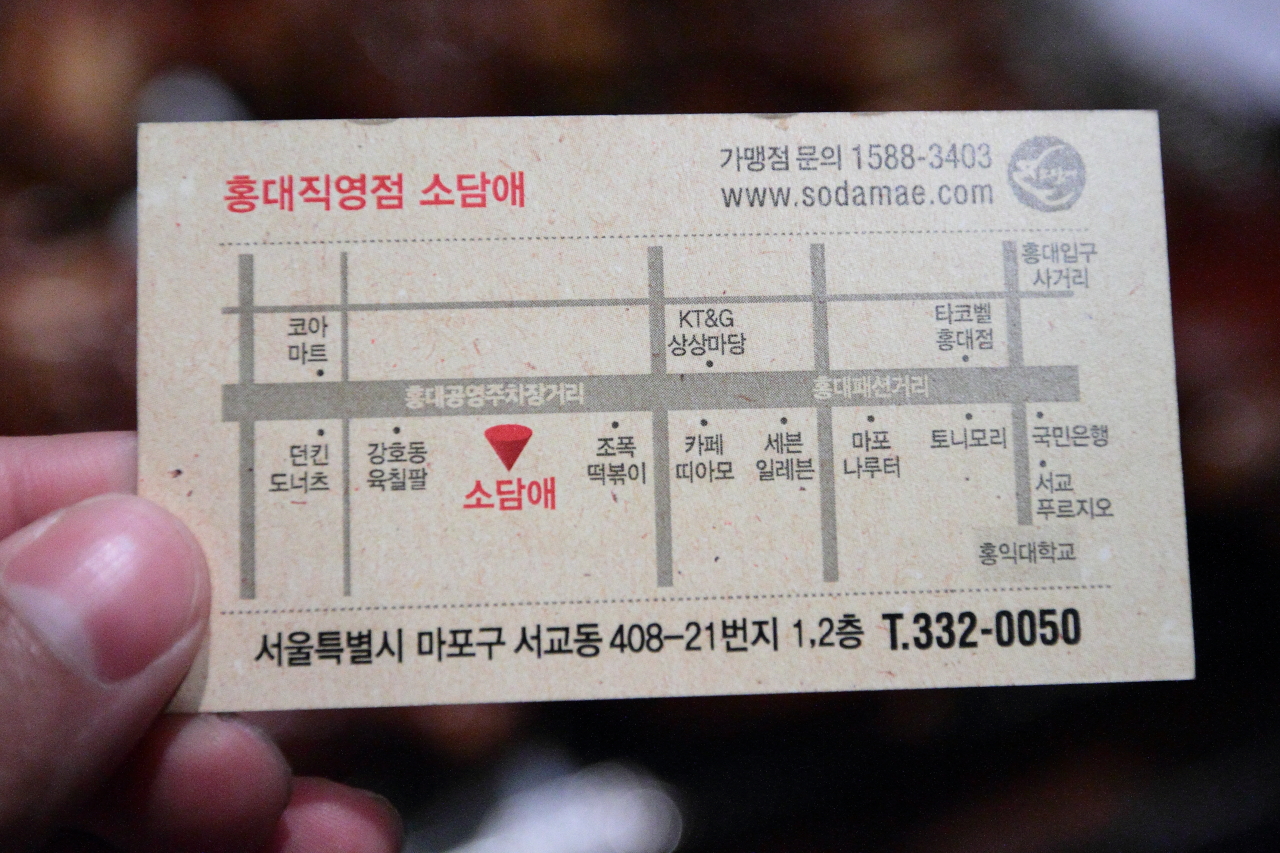 가맹점 문의 1588-3403
홍대직영점 소담애
www.sodamae.com
홍대입구
사거리
코아
마트
KT&G
상상마당
타코벨
홍대점
홍대공영주차장거리
홍대패션거리
던킨
도너츠
강호동
육칠팔
소담애
조폭
떡볶이
카페
띠아모
세븐
일레븐
마포
나루터
토니모리
국민은행
서교
푸르지오
홍익대학교
서울특별시 마포구 서교동 408-21번지 1,2층 T.332-0050